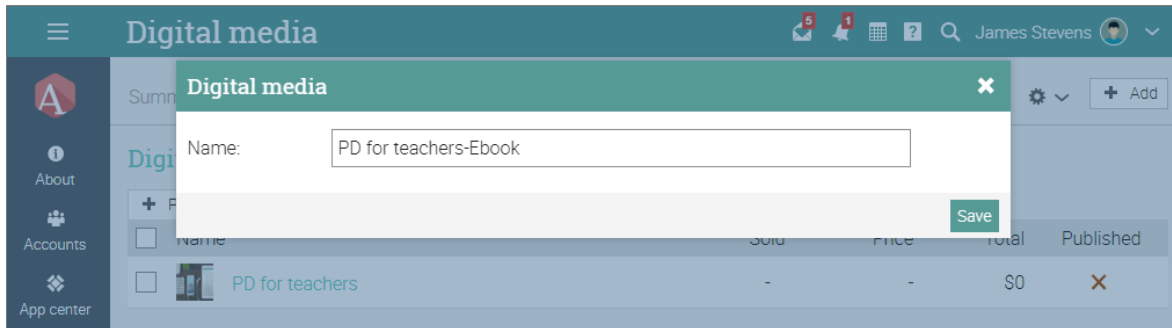 Digital media
5
1
?
James Stevens
A
Summ
Digital media
+ Add
About
Digi
Name:
PD for teachers-Ebook
+ P
Save
Accounts
Name
Sold
Price
Total
Published
PD for teachers
-
-
$0
App center